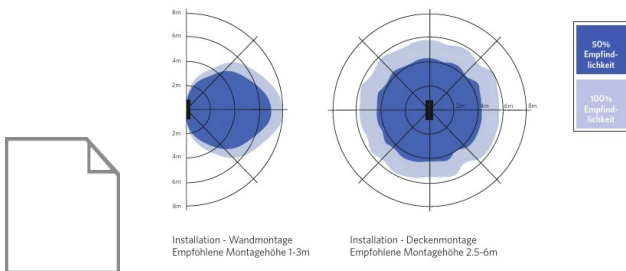 8m
6m
4m
2m
2m
4m
6m
8m
2m
4m
6m
8m
50%
Empfind-
lichkeit
100%
Empfind-
lichkeit
Installation - Wandmontage
Empfohlene Montagehöhe 1-3m
Installation - Deckenmontage
Empfohlene Montagehöhe 2.5-6m